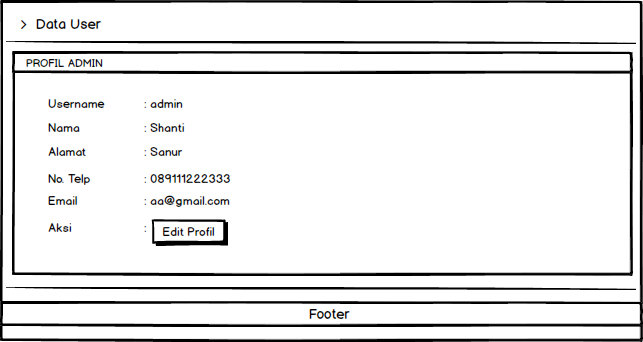 > Data User
PROFIL ADMIN
Username : admin
Nama : Shanti
Alamat : Sanur
No. Telp : 089111222333
Email : aa@gmail.com
Aksi : Edit Profil
Footer